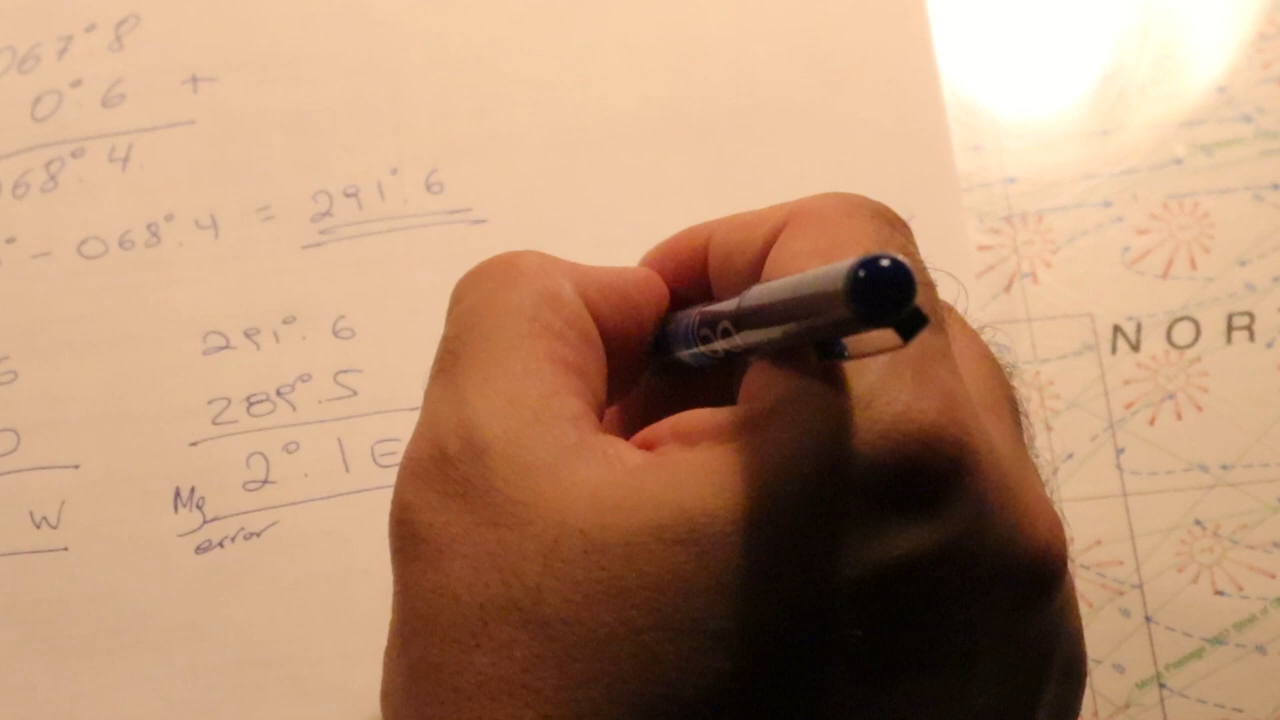 067°8
0°6 +
068°.4.
° - 068°.4 = 291°.6
291°.6
289°.5
2°.1E
W
Mg
error
NOR